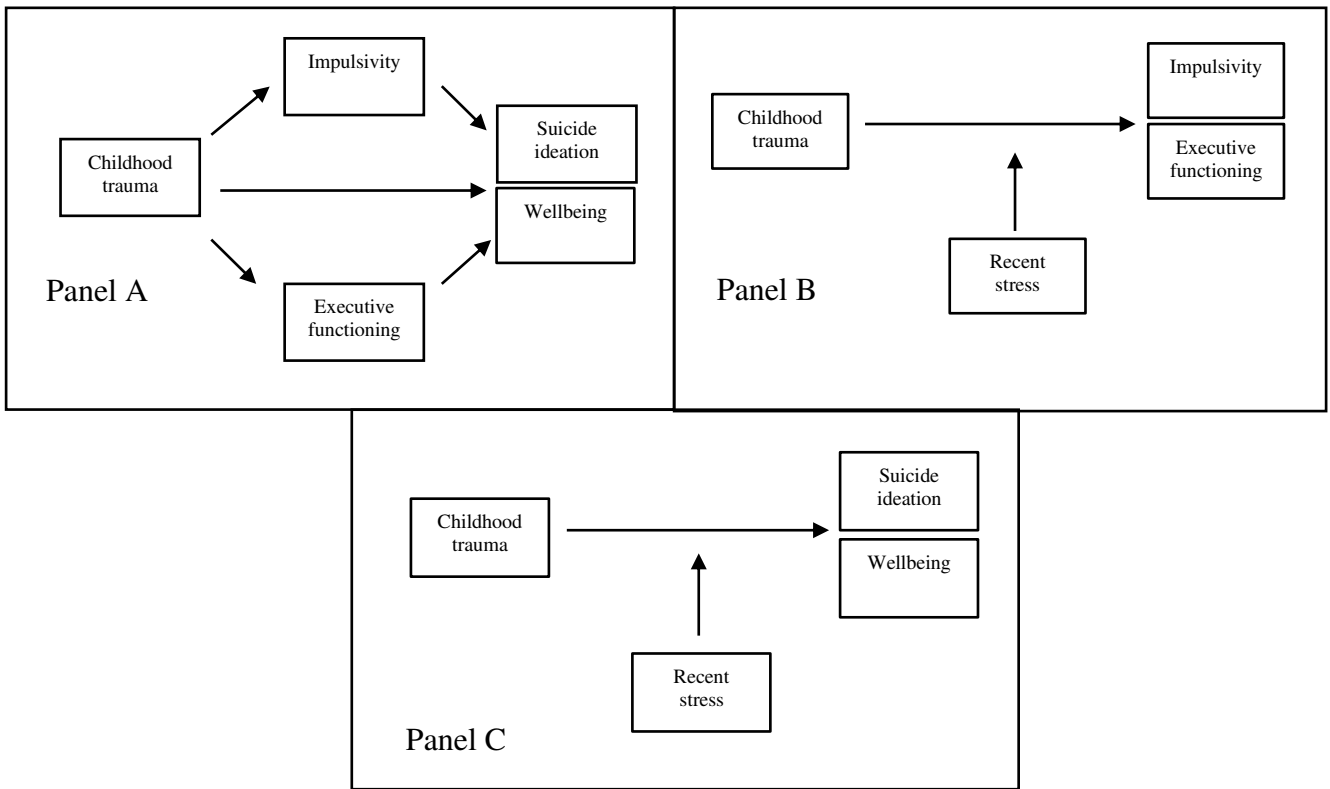 Impulsivity
Childhood
trauma
Suicide
ideation
Wellbeing
Executive
functioning
Panel A
Impulsivity
Childhood
trauma
Executive
functioning
Recent
stress
Panel B
Suicide
ideation
Childhood
trauma
Wellbeing
Recent
stress
Panel C